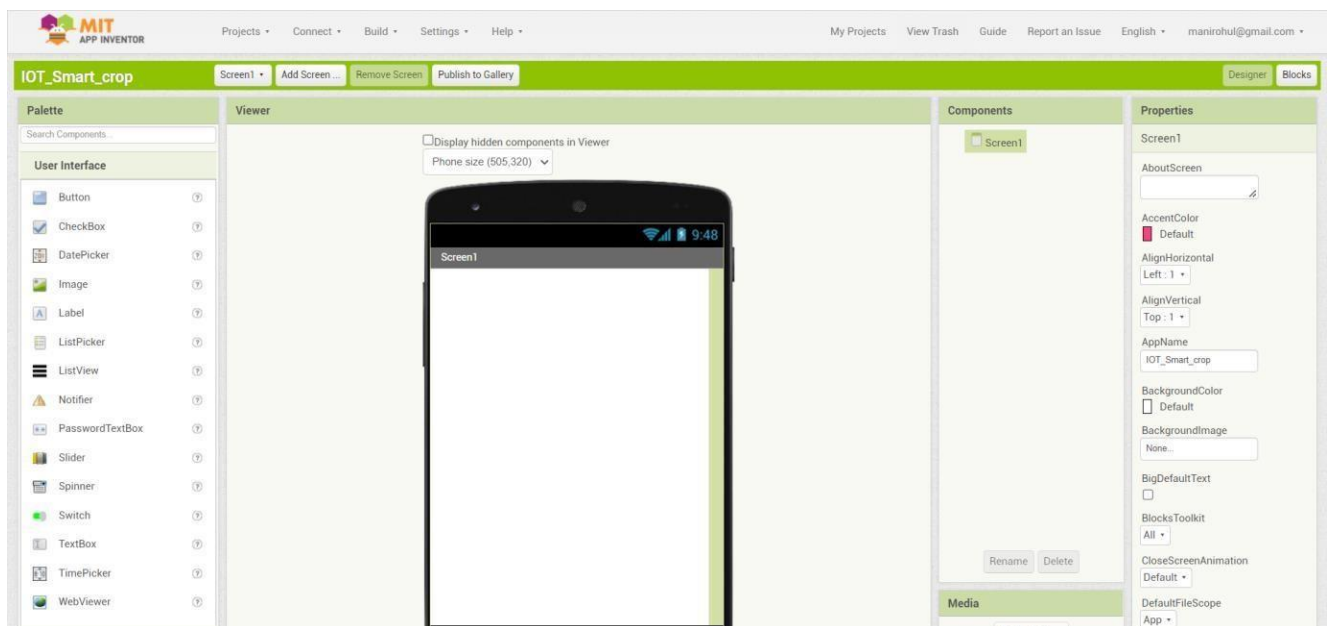 MIT
APP INVENTOR
Projects
Connect
Build
Settings
Help
My Projects
View Trash
Guide
Report an Issue
English
manirohul@gmail.com
IOT_Smart_crop
Screen1
Add Screen ...
Remove Screen
Publish to Gallery
Designer
Blocks
Palette
Search Components...
User Interface
Button
CheckBox
DatePicker
Image
Label
ListPicker
ListView
Notifier
PasswordTextBox
Slider
Spinner
Switch
TextBox
TimePicker
WebViewer
Viewer
Display hidden components in Viewer
Phone size (505,320)
9:48
Screen1
Components
Screen1
Rename
Delete
Media
Properties
Screen1
AboutScreen
AccentColor
Default
AlignHorizontal
Left : 1
AlignVertical
Top : 1
AppName
IOT_Smart_crop
BackgroundColor
Default
BackgroundImage
None...
BigDefaultText
BlocksToolkit
All
CloseScreenAnimation
Default
DefaultFileScope
App